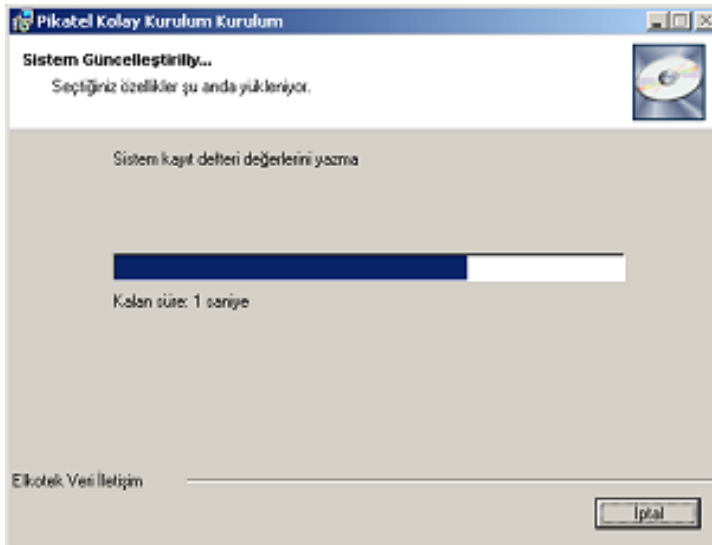 Pikatel Kolay Kurulum Kurulum
Sistem Güncelleştirilly...
Seçtiğiniz özellikler şu anda yükleniyor.
Sistem kayıt defteri değerlerini yazma
Kalan süre: 1 saniye
Elkotek Veri İletişim
İptal